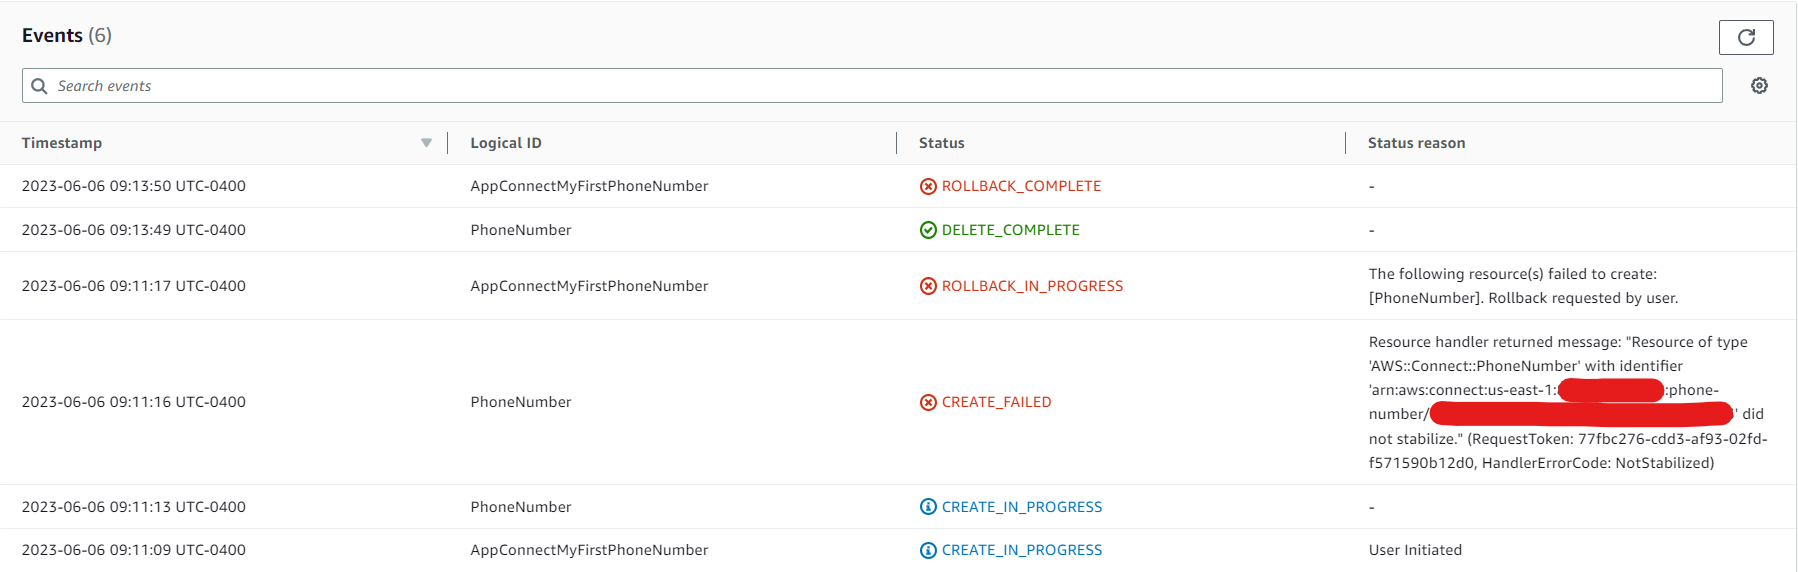 Events (6)
Search events
Timestamp Logical ID Status Status reason
2023-06-06 09:13:50 UTC-0400 AppConnectMyFirstPhoneNumber ROLLBACK_COMPLETE -
2023-06-06 09:13:49 UTC-0400 PhoneNumber DELETE_COMPLETE -
2023-06-06 09:11:17 UTC-0400 AppConnectMyFirstPhoneNumber ROLLBACK_IN_PROGRESS The following resource(s) failed to create:
[PhoneNumber]. Rollback requested by user.
2023-06-06 09:11:16 UTC-0400 PhoneNumber CREATE_FAILED Resource handler returned message: "Resource of type
'AWS::Connect::PhoneNumber' with identifier
'arn:aws:connect:us-east-1: :phone-
number/ ' did
not stabilize." (RequestToken: 77fbc276-cdd3-af93-02fd-
f571590b12d0, HandlerErrorCode: NotStabilized)
2023-06-06 09:11:13 UTC-0400 PhoneNumber CREATE_IN_PROGRESS -
2023-06-06 09:11:09 UTC-0400 AppConnectMyFirstPhoneNumber CREATE_IN_PROGRESS User Initiated